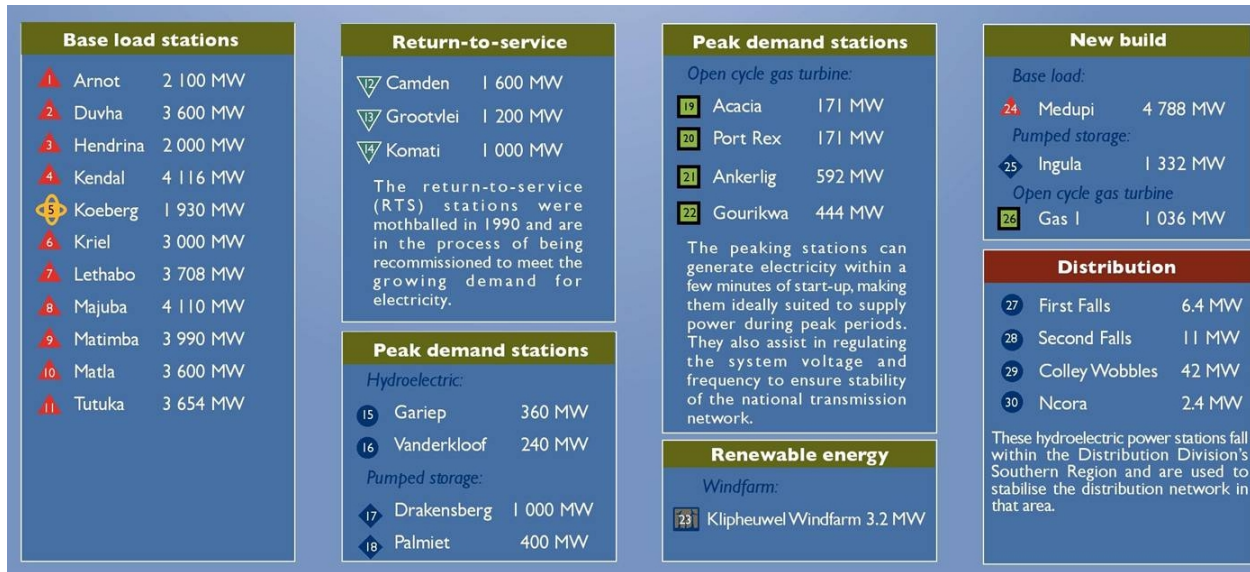 Base load stations
1 Arnot 2 100 MW
2 Duvha 3 600 MW
3 Hendrina 2 000 MW
4 Kendal 4 116 MW
5 Koeberg 1 930 MW
6 Kriel 3 000 MW
7 Lethabo 3 708 MW
8 Majuba 4 110 MW
9 Matimba 3 990 MW
10 Matla 3 600 MW
11 Tutuka 3 654 MW
Return-to-service
12 Camden 1 600 MW
13 Grootvlei 1 200 MW
14 Komati 1 000 MW
The return-to-service
(RTS) stations were
mothballed in 1990 and are
in the process of being
recommissioned to meet the
growing demand for
electricity.
Peak demand stations
Hydroelectric:
15 Gariep 360 MW
16 Vanderkloof 240 MW
Pumped storage:
17 Drakensberg 1 000 MW
18 Palmiet 400 MW
Peak demand stations
Open cycle gas turbine:
19 Acacia 171 MW
20 Port Rex 171 MW
21 Ankerlig 592 MW
22 Gourikwa 444 MW
The peaking stations can
generate electricity within a
few minutes of start-up, making
them ideally suited to supply
power during peak periods.
They also assist in regulating
the system voltage and
frequency to ensure stability
of the national transmission
network.
Renewable energy
Windfarm:
23 Klipheuwel Windfarm 3.2 MW
New build
Base load:
24 Medupi 4 788 MW
Pumped storage:
25 Ingula 1 332 MW
Open cycle gas turbine
26 Gas 1 1 036 MW
Distribution
27 First Falls 6.4 MW
28 Second Falls 11 MW
29 Colley Wobbles 42 MW
30 Ncora 2.4 MW
These hydroelectric power stations fall
within the Distribution Division's
Southern Region and are used to
stabilise the distribution network in
that area.